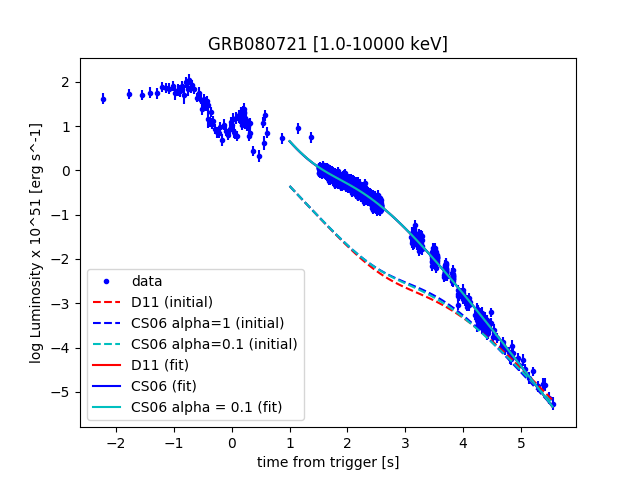 GRB080721 [1.0-10000 keV]
log Luminosity x 10^51 [erg s^-1]
2
1
0
−1
−2
−3
−4
−5
data
D11 (initial)
CS06 alpha=1 (initial)
CS06 alpha=0.1 (initial)
D11 (fit)
CS06 (fit)
CS06 alpha = 0.1 (fit)
−2 −1 0 1 2 3 4 5
time from trigger [s]